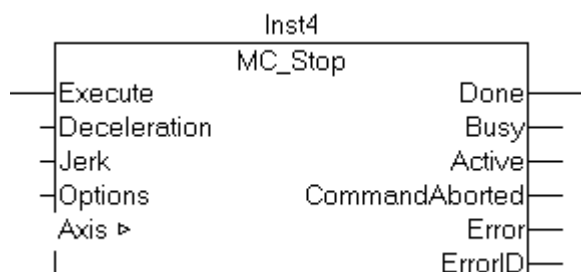 Inst4
MC_Stop
Execute Done
Deceleration Busy
Jerk Active
Options CommandAborted
Axis Error
ErrorID